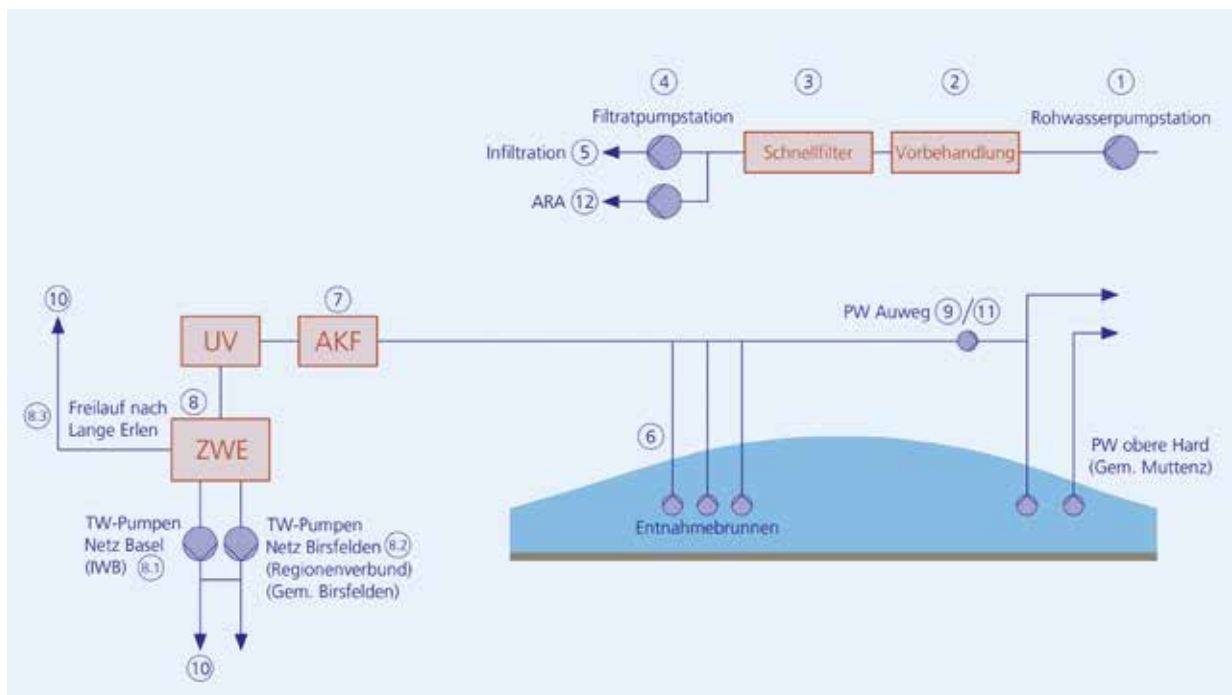 4
3
2
1
Filtratpumpstation
Rohwasserpumpstation
Infiltration 5
Schnellfilter
Vorbehandlung
ARA 12
10
7
PW Auweg 9/11
UV
AKF
8.3
Freilauf nach
Lange Erlen
8
ZWE
6
PW obere Hard
(Gem. Muttenz)
Entnahmebrunnen
TW-Pumpen
Netz Basel
(IWB) 8.1
TW-Pumpen
Netz Birsfelden 8.2
(Regionenverbund)
(Gem. Birsfelden)
10